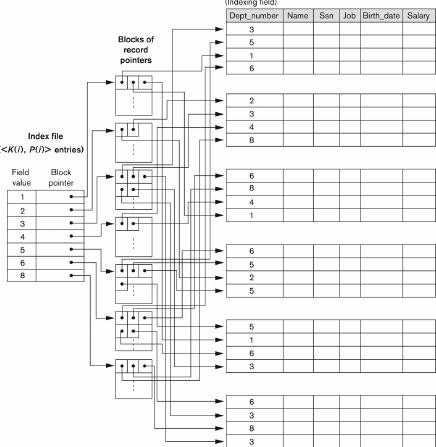 (Indexing field)
Dept_number Name Ssn Job Birth_date Salary
3
5
1
6
Blocks of
record
pointers
2
3
4
8
Index file
(<K(i), P(i)> entries)
Field
value
Block
pointer
1
2
3
4
5
6
8
6
8
4
1
6
5
2
5
5
1
6
3
6
3
8
3